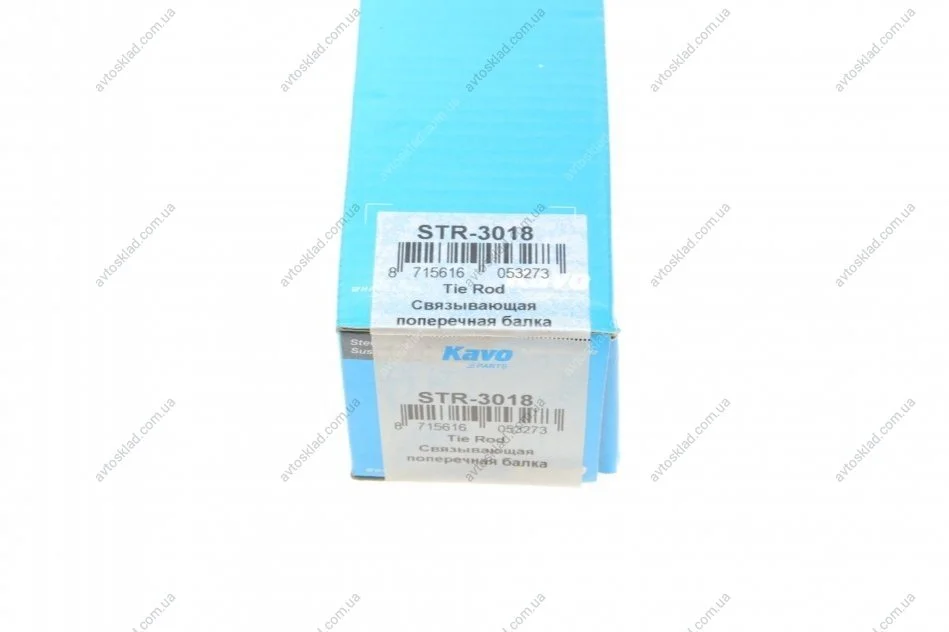 STR-3018
8 715616 053273
Tie Rod
Связывающая
поперечная балка
Kavo
PARTS
STR-3018
8 715616 053273
Tie Rod
Связывающая
поперечная балка
avtosklad.com.ua